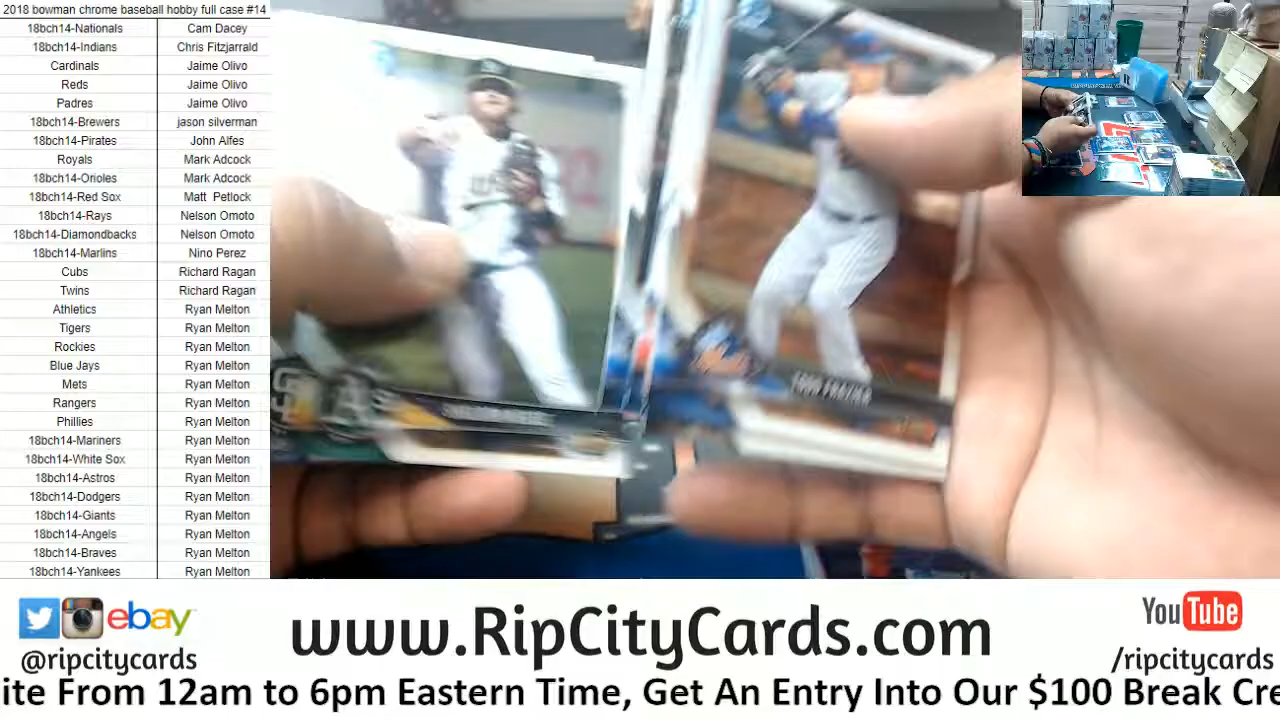 2018 bowman chrome baseball hobby full case #14
18bch14-Nationals Cam Dacey
18bch14-Indians Chris Fitzjarrald
Cardinals Jaime Olivo
Reds Jaime Olivo
Padres Jaime Olivo
18bch14-Brewers jason silverman
18bch14-Pirates John Alfes
Royals Mark Adcock
18bch14-Orioles Mark Adcock
18bch14-Red Sox Matt Petlock
18bch14-Rays Nelson Omoto
18bch14-Diamondbacks Nelson Omoto
18bch14-Marlins Nino Perez
Cubs Richard Ragan
Twins Richard Ragan
Athletics Ryan Melton
Tigers Ryan Melton
Rockies Ryan Melton
Blue Jays Ryan Melton
Mets Ryan Melton
Rangers Ryan Melton
Phillies Ryan Melton
18bch14-Mariners Ryan Melton
18bch14-White Sox Ryan Melton
18bch14-Astros Ryan Melton
18bch14-Dodgers Ryan Melton
18bch14-Giants Ryan Melton
18bch14-Angels Ryan Melton
18bch14-Braves Ryan Melton
18bch14-Yankees Ryan Melton
TODD FRAZIER
ebay
@ripcitycards
www.RipCityCards.com
YouTube
/ripcitycards
ite From 12am to 6pm Eastern Time, Get An Entry Into Our $100 Break Cre